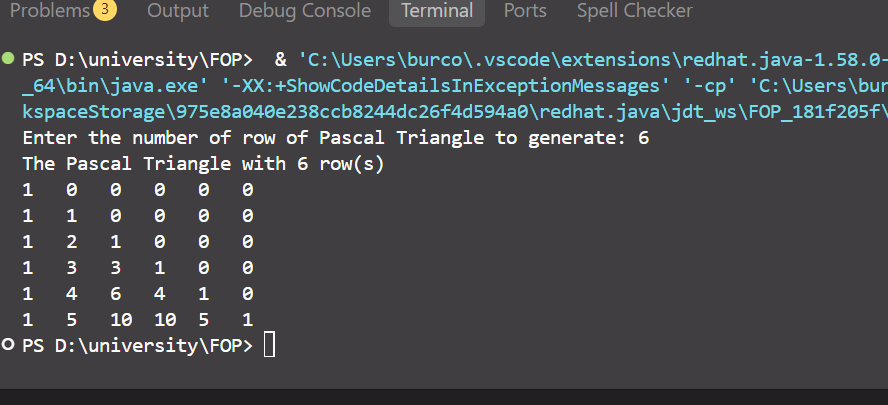 Problems 3 Output Debug Console Terminal Ports Spell Checker
PS D:\university\FOP>  & 'C:\Users\burco\.vscode\extensions\redhat.java-1.58.0-
_64\bin\java.exe' '-XX:+ShowCodeDetailsInExceptionMessages' '-cp' 'C:\Users\bur
kspaceStorage\975e8a040e238ccb8244dc26f4d594a0\redhat.java\jdt_ws\FOP_181f205f\
Enter the number of row of Pascal Triangle to generate: 6
The Pascal Triangle with 6 row(s)
1   0   0   0   0   0
1   1   0   0   0   0
1   2   1   0   0   0
1   3   3   1   0   0
1   4   6   4   1   0
1   5   10  10  5   1
PS D:\university\FOP>